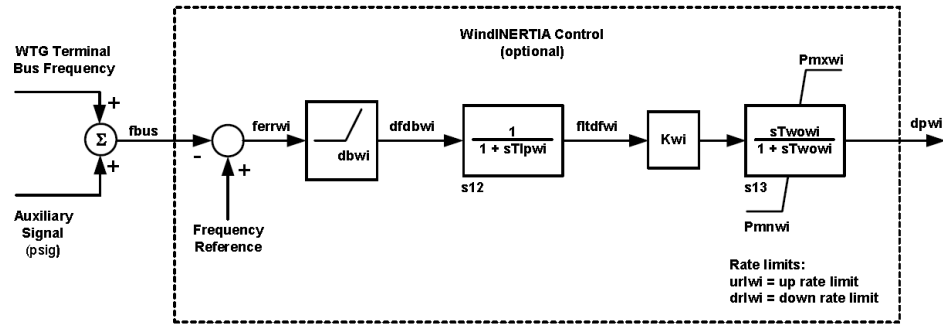 WindINERTIA Control
(optional)
WTG Terminal
Bus Frequency
+
Σ
+
fbus
-
+
ferrwi
dbwi
dfdbwi
1
1 + sTlpwi
s12
fltdfwi
Kwi
Pmxwi
sTwowi
1 + sTwowi
s13
Pmnwi
dpwi
Auxiliary
Signal
(psig)
Frequency
Reference
Rate limits:
urlwi = up rate limit
drlwi = down rate limit